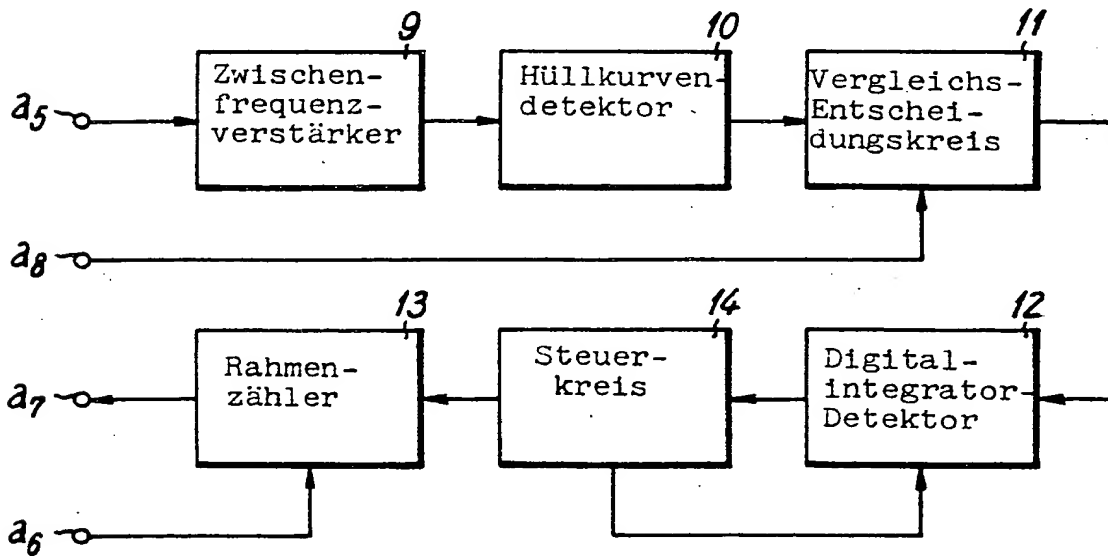 9
10
11
a5
Zwischen-
frequenz-
verstärker
Hüllkurven-
detektor
Vergleichs-
Entschei-
dungskreis
a8
13
14
12
a7
Rahmen-
zähler
Steuer-
kreis
Digital-
integrator-
Detektor
a6